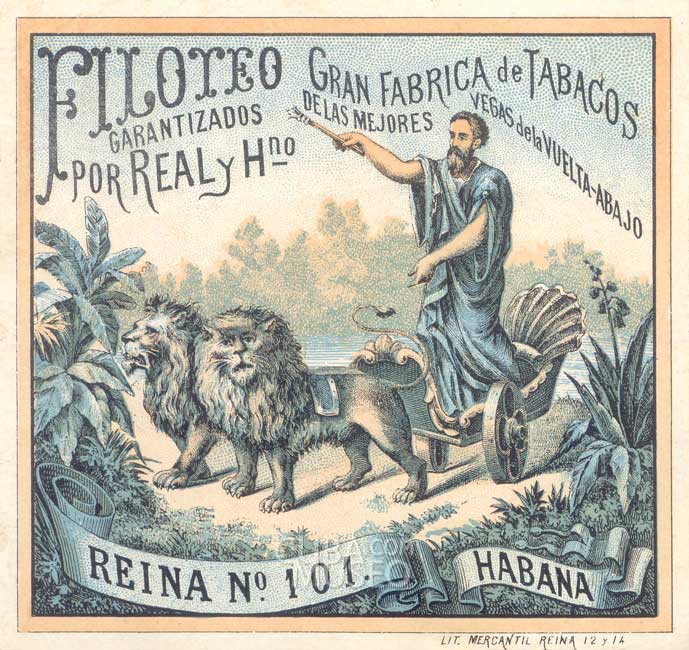 FILOTEO
GARANTIZADOS
POR REAL y Hno
GRAN FABRICA de TABACOS
DE LAS MEJORES
VEGAS de la VUELTA-ABAJO
REINA No 101.
HABANA
LIT. MERCANTIL REINA 12 y 14